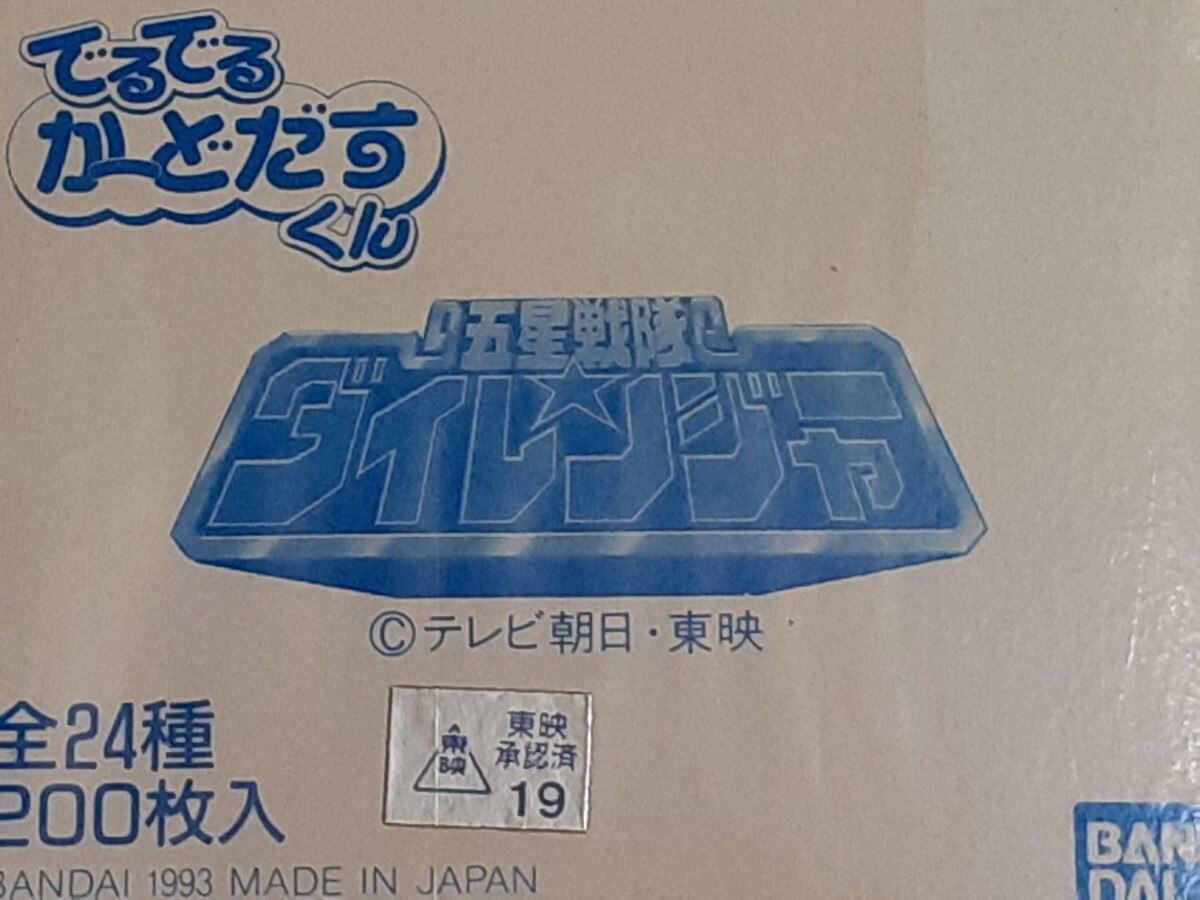 でるでる
かーどだす
くん
五星戦隊
ダイレンジャー
©テレビ朝日・東映
全24種
200枚入
東映
東映
承認済
19
BANDAI 1993 MADE IN JAPAN
BAN
DAI